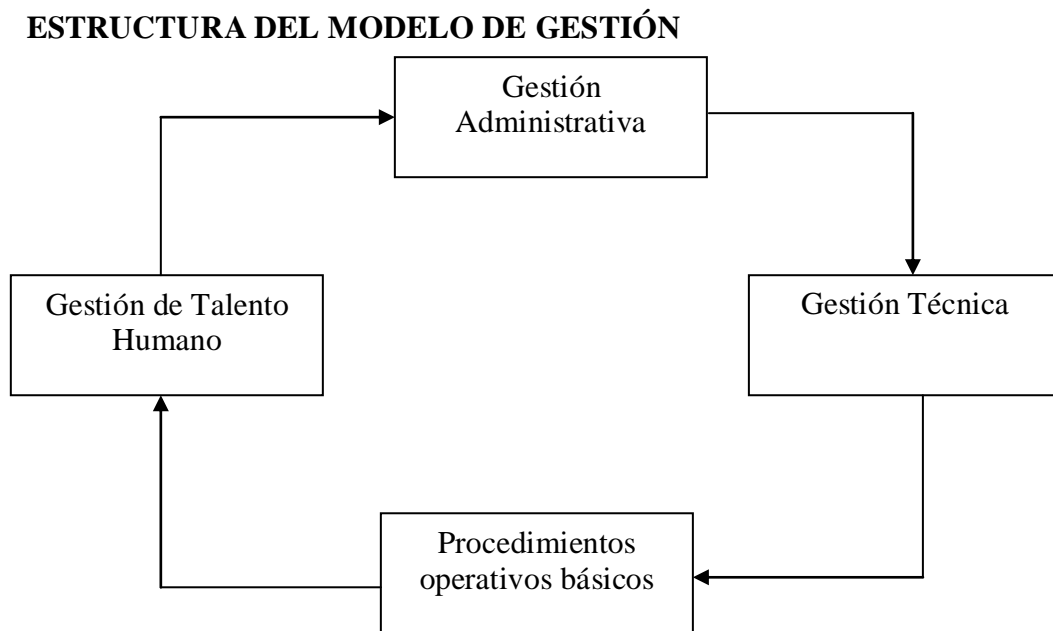 ESTRUCTURA DEL MODELO DE GESTIÓN
Gestión
Administrativa
Gestión de Talento
Humano
Gestión Técnica
Procedimientos
operativos básicos